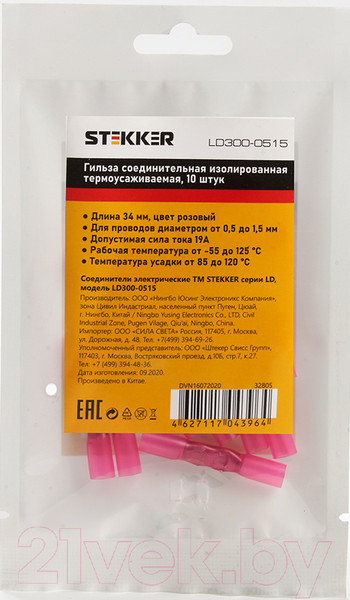 STEKKER LD300-0515
Гильза соединительная изолированная
термоусаживаемая, 10 штук
• Длина 34 мм, цвет розовый
• Для проводов диаметром от 0,5 до 1,5 мм
• Допустимая сила тока 19А
• Рабочая температура от -55 до 125 °С
• Температура усадки от 85 до 120 °С
Соединители электрические ТМ STEKKER серии LD,
модель LD300-0515
Производитель: ООО «Нингбо Юсинг Электроникс Компания»,
зона Цивил Индастриал, населенный пункт Пуген, Цюай,
г. Нингбо, Китай / Ningbo Yusing Electronics Co., LTD, Civil
Industrial Zone, Pugen Vilage, Qiu'ai, Ningbo, China.
Импортер: ООО «СИЛА СВЕТА» Россия, 117405, г. Москва,
ул. Дорожная, д. 48. Тел. +7(499) 394-69-26.
Уполномоченный представитель: ООО «Штекер Свисс Групп»,
117403, г. Москва, Востряковский проезд, д.10б, стр.7, к.27
Тел: +7 (499) 394-48-36.
Дата изготовления: 09.2020.
Произведено в Китае.
DVN16072020 32805
EAC
4 627117 043964
21vek.by